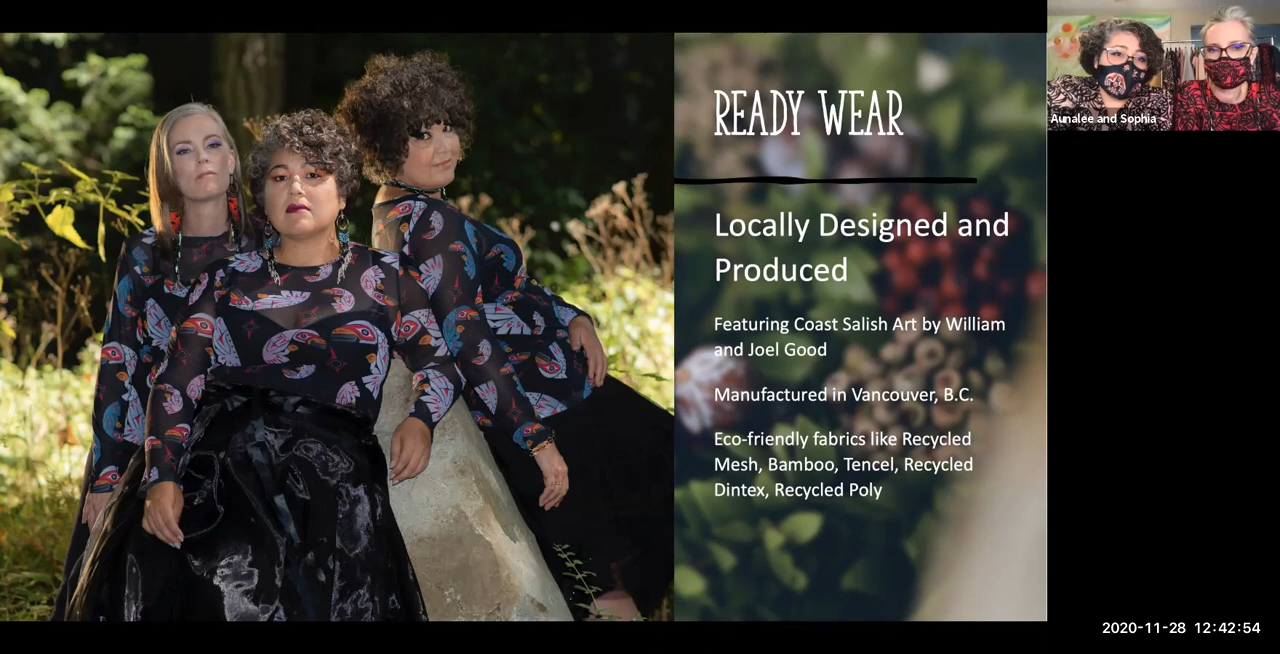 READY WEAR
Locally Designed and
Produced
Featuring Coast Salish Art by William
and Joel Good
Manufactured in Vancouver, B.C.
Eco-friendly fabrics like Recycled
Mesh, Bamboo, Tencel, Recycled
Dintex, Recycled Poly
Aunalee and Sophia
2020-11-28 12:42:54